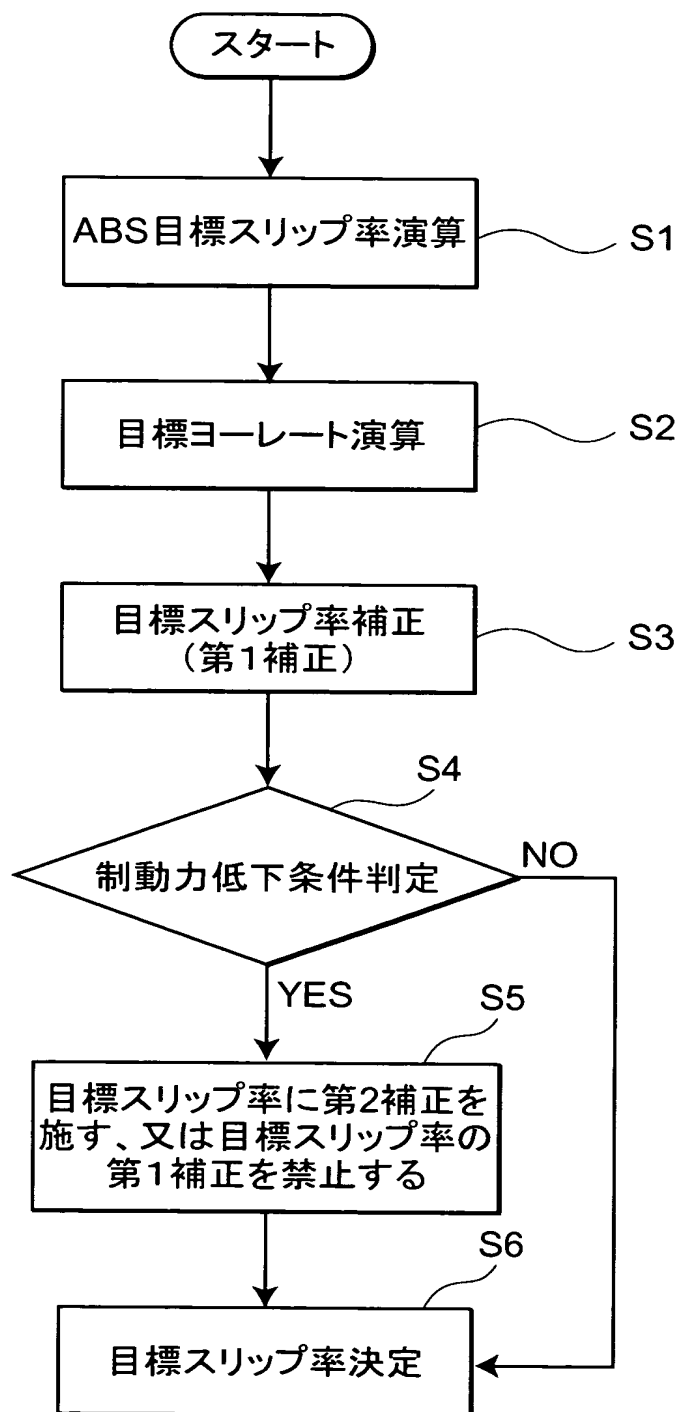 スタート
ABS目標スリップ率演算
S1
目標ヨーレート演算
S2
目標スリップ率補正
(第1補正)
S3
S4
制動力低下条件判定
NO
YES
S5
目標スリップ率に第2補正を
施す、又は目標スリップ率の
第1補正を禁止する
S6
目標スリップ率決定